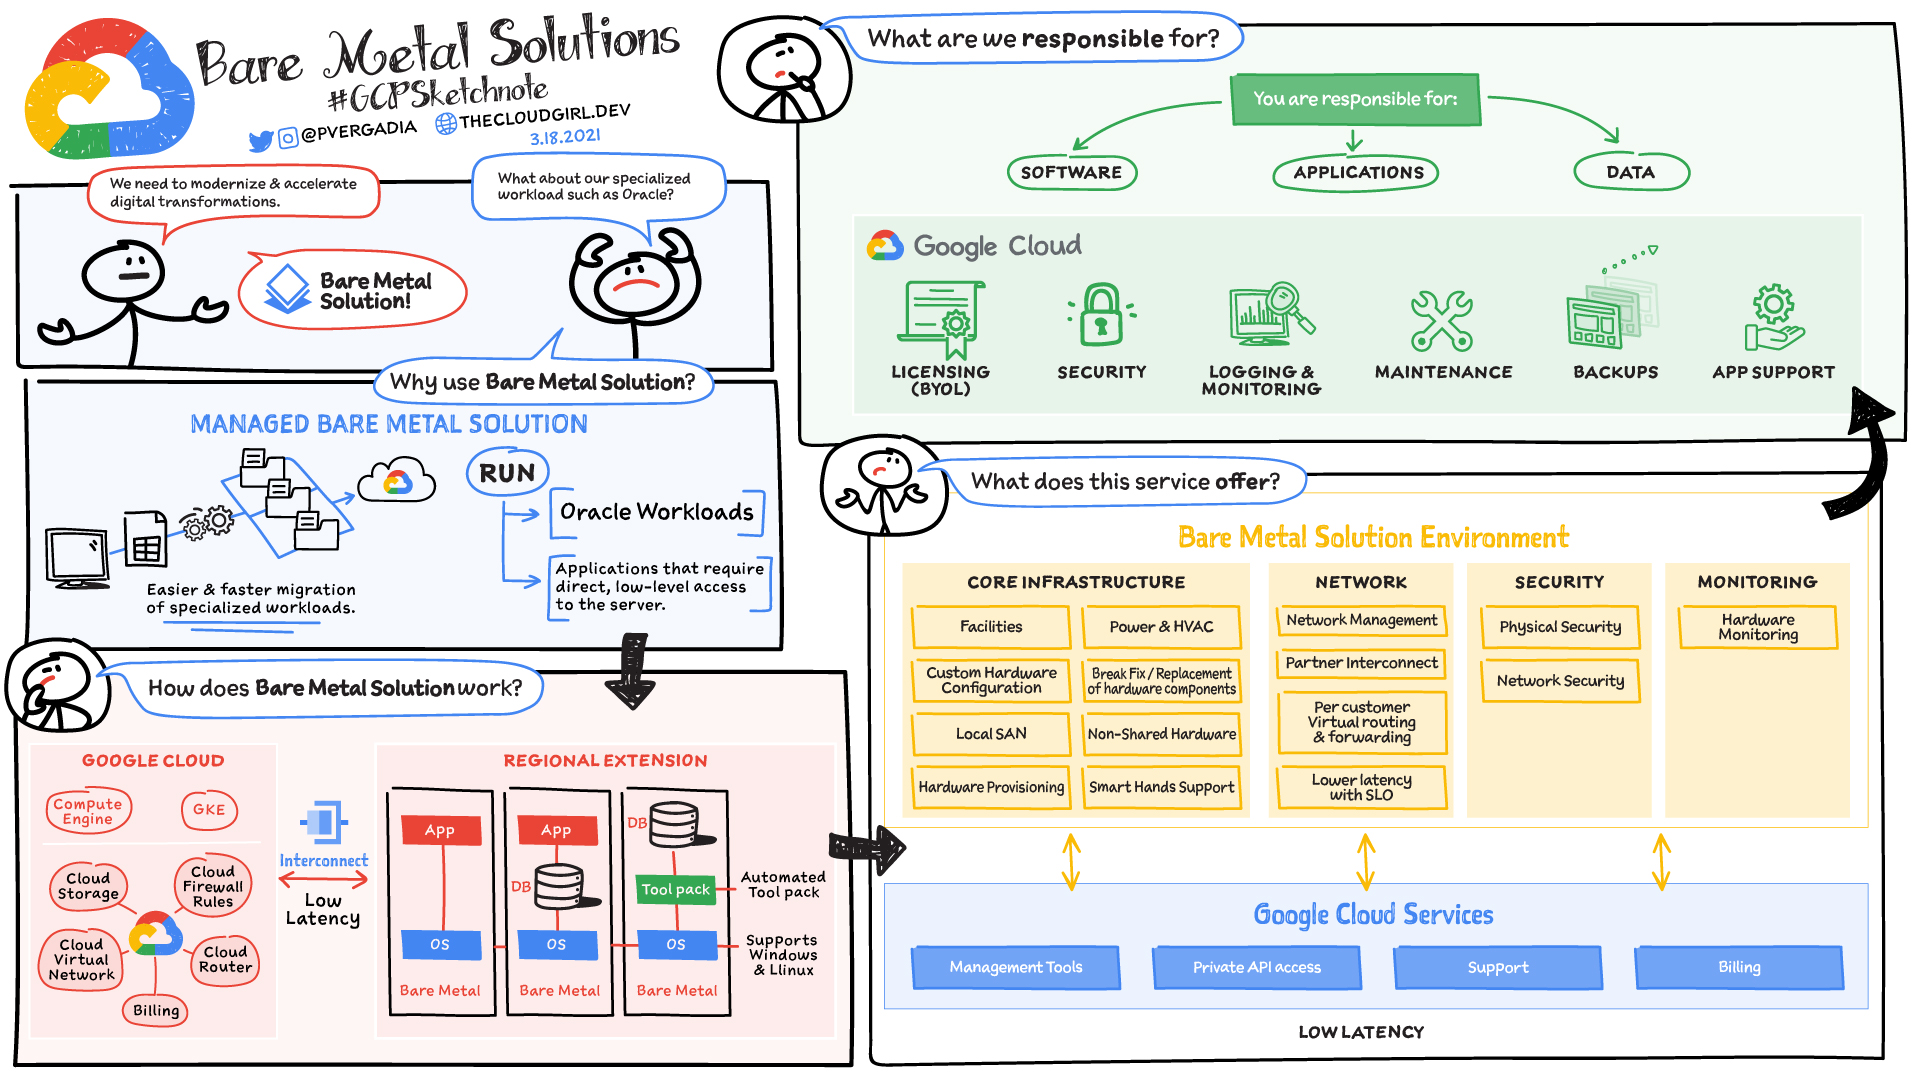 Bare Metal Solutions
#GCPSketchnote
@PVERGADIA THECLOUDGIRL.DEV
3.18.2021
We need to modernize & accelerate
digital transformations.
What about our specialized
workload such as Oracle?
Bare Metal
Solution!
Why use Bare Metal Solution?
MANAGED BARE METAL SOLUTION
Easier & faster migration
of specialized workloads.
RUN
Oracle Workloads
Applications that require
direct, low-level access
to the server.
How does Bare Metal Solution work?
GOOGLE CLOUD
Compute
Engine
GKE
Cloud
Storage
Cloud
Firewall
Rules
Cloud
Virtual
Network
Cloud
Router
Billing
Interconnect
Low
Latency
REGIONAL EXTENSION
App
OS
Bare Metal
App
DB
OS
Bare Metal
DB
Tool pack
OS
Bare Metal
Automated
Tool pack
Supports
Windows
& Llinux
What are we responsible for?
You are responsible for:
SOFTWARE
APPLICATIONS
DATA
Google Cloud
LICENSING
(BYOL)
SECURITY
LOGGING &
MONITORING
MAINTENANCE
BACKUPS
APP SUPPORT
What does this service offer?
Bare Metal Solution Environment
CORE INFRASTRUCTURE
Facilities
Power & HVAC
Custom Hardware
Configuration
Break Fix / Replacement
of hardware components
Local SAN
Non-Shared Hardware
Hardware Provisioning
Smart Hands Support
NETWORK
Network Management
Partner Interconnect
Per customer
Virtual routing
& forwarding
Lower latency
with SLO
SECURITY
Physical Security
Network Security
MONITORING
Hardware
Monitoring
Google Cloud Services
Management Tools
Private API access
Support
Billing
LOW LATENCY